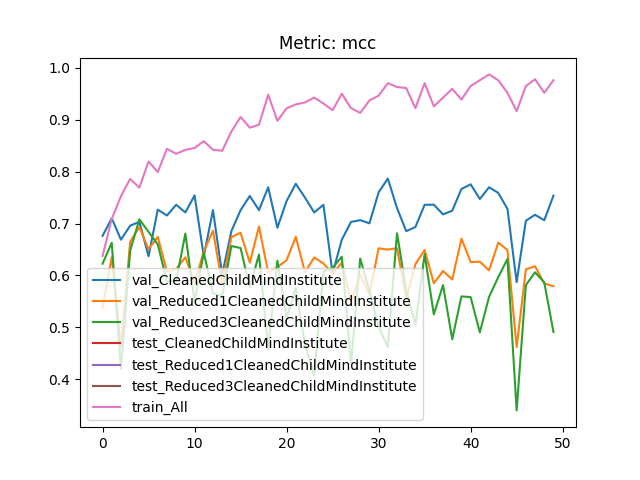 Metric: mcc
1.0
0.9
0.8
0.7
0.6
0.5
0.4
val_CleanedChildMindInstitute
val_Reduced1CleanedChildMindInstitute
val_Reduced3CleanedChildMindInstitute
test_CleanedChildMindInstitute
test_Reduced1CleanedChildMindInstitute
test_Reduced3CleanedChildMindInstitute
train_All
0 10 20 30 40 50